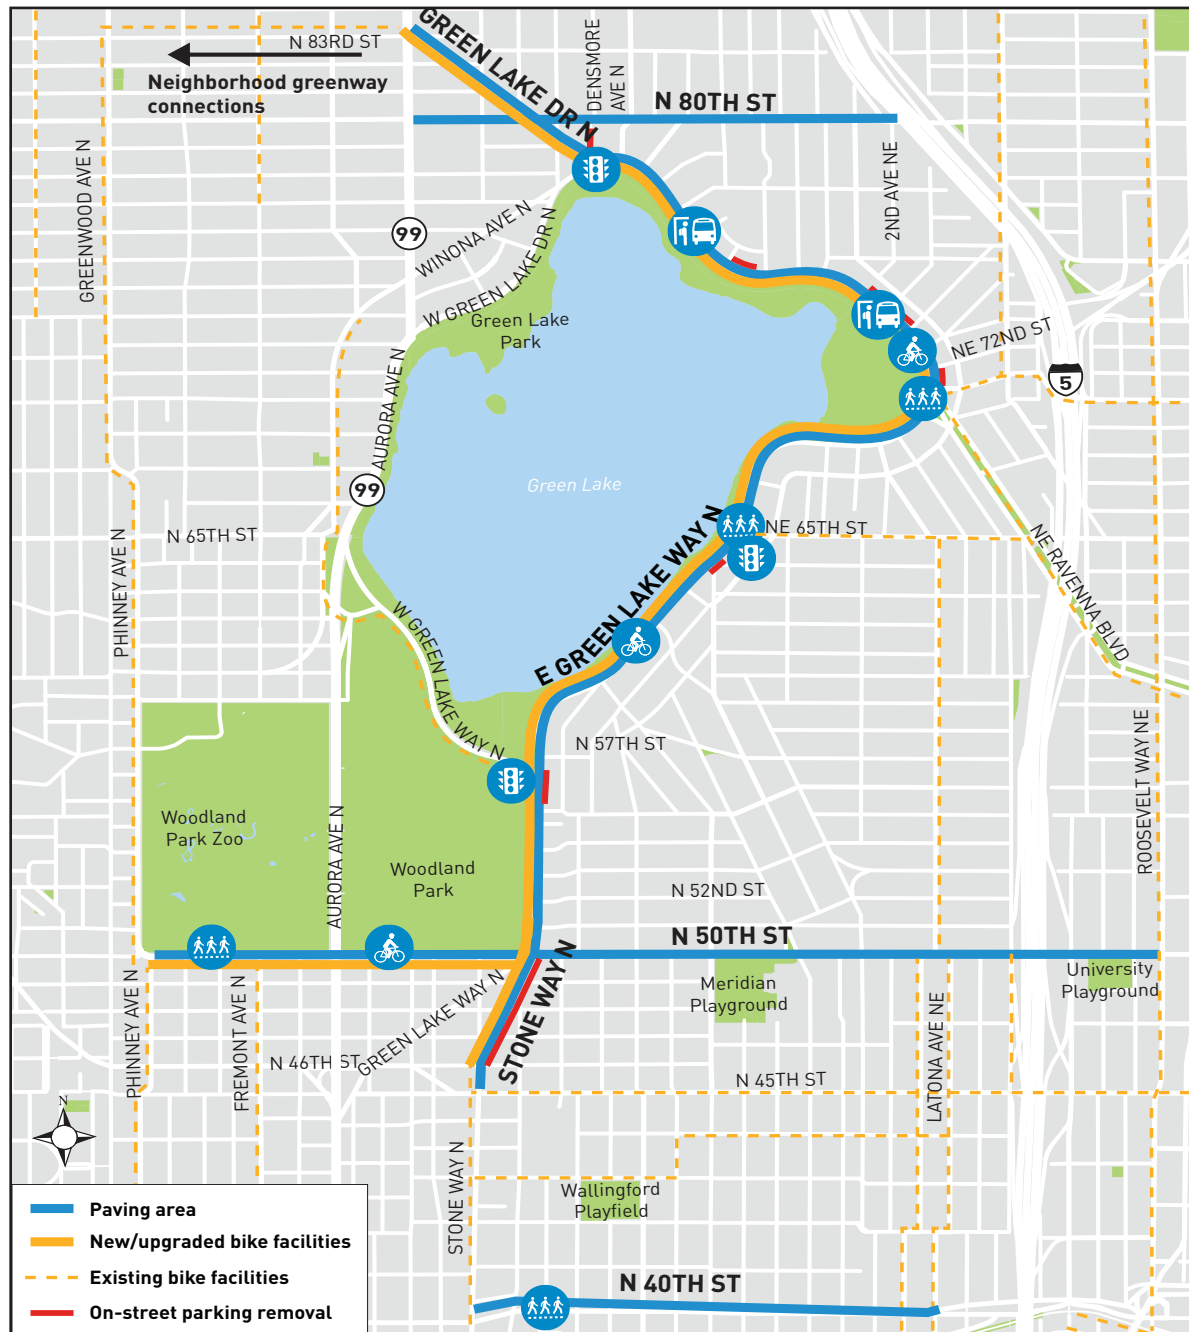 GREEN LAKE DR N
N 83RD ST
Neighborhood greenway
connections
DENSMORE
AVE N
N 80TH ST
GREENWOOD AVE N
2ND AVE NE
99
WINONA AVE N
W GREEN LAKE DR N
Green Lake
Park
NE 72ND ST
5
AURORA AVE N
99
Green Lake
N 65TH ST
NE 65TH ST
PHINNEY AVE N
E GREEN LAKE WAY N
NE RAVENNA BLVD
W GREEN LAKE WAY N
N 57TH ST
ROOSEVELT WAY NE
Woodland
Park Zoo
AURORA AVE N
Woodland
Park
N 52ND ST
N 50TH ST
STONE WAY N
Meridian
Playground
University
Playground
PHINNEY AVE N
FREMONT AVE N
GREEN LAKE WAY N
N 46TH ST
N 45TH ST
LATONA AVE NE
N
STONE WAY N
Wallingford
Playfield
N 40TH ST
Paving area
New/upgraded bike facilities
Existing bike facilities
On-street parking removal